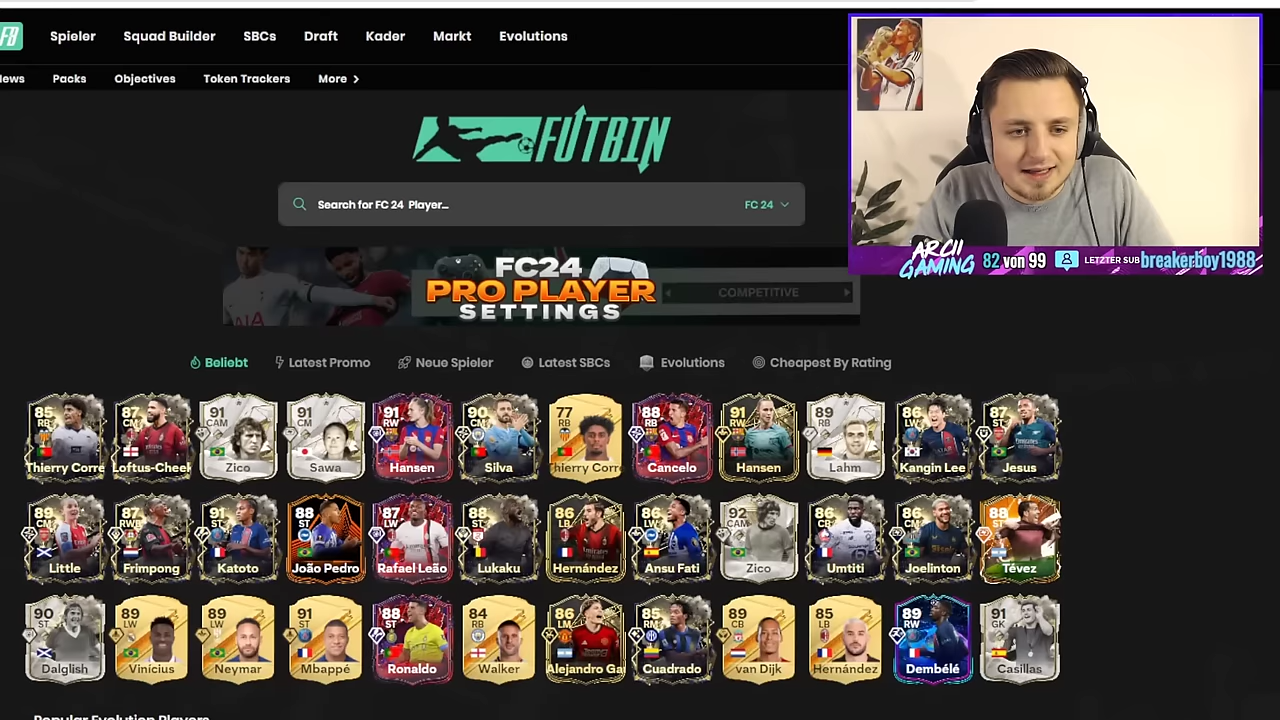 F8
Spieler Squad Builder SBCs Draft Kader Markt Evolutions
ews Packs Objectives Token Trackers More
FUTBIN
Search for FC 24 Player... FC 24
FC24
PRO PLAYER
SETTINGS
COMPETITIVE
ARCII
GAMING
82 von 99
LETZTER SUB breakerboy1988
Beliebt Latest Promo Neue Spieler Latest SBCs Evolutions Cheapest By Rating
85 RB Thierry Corre
87 CM Loftus-Cheek
91 CAM Zico
91 CM Sawa
91 RW Hansen
90 CM Silva
77 RB Thierry Corre
88 RB Cancelo
91 RW Hansen
89 RB Lahm
86 LW Kangin Lee
87 ST Jesus
89 CM Little
87 RWB Frimpong
91 ST Katoto
88 ST João Pedro
87 LW Rafael Leão
88 ST Lukaku
86 LB Hernández
86 LW Ansu Fati
92 CAM Zico
86 CB Umtiti
86 CM Joelinton
88 ST Tévez
90 ST Dalglish
89 LW Vinícius
89 LW Neymar
91 ST Mbappé
88 ST Ronaldo
84 RB Walker
86 LM Alejandro Ga
85 RM Cuadrado
89 CB van Dijk
85 LB Hernández
89 RW Dembélé
91 GK Casillas
Popular Evolution Players